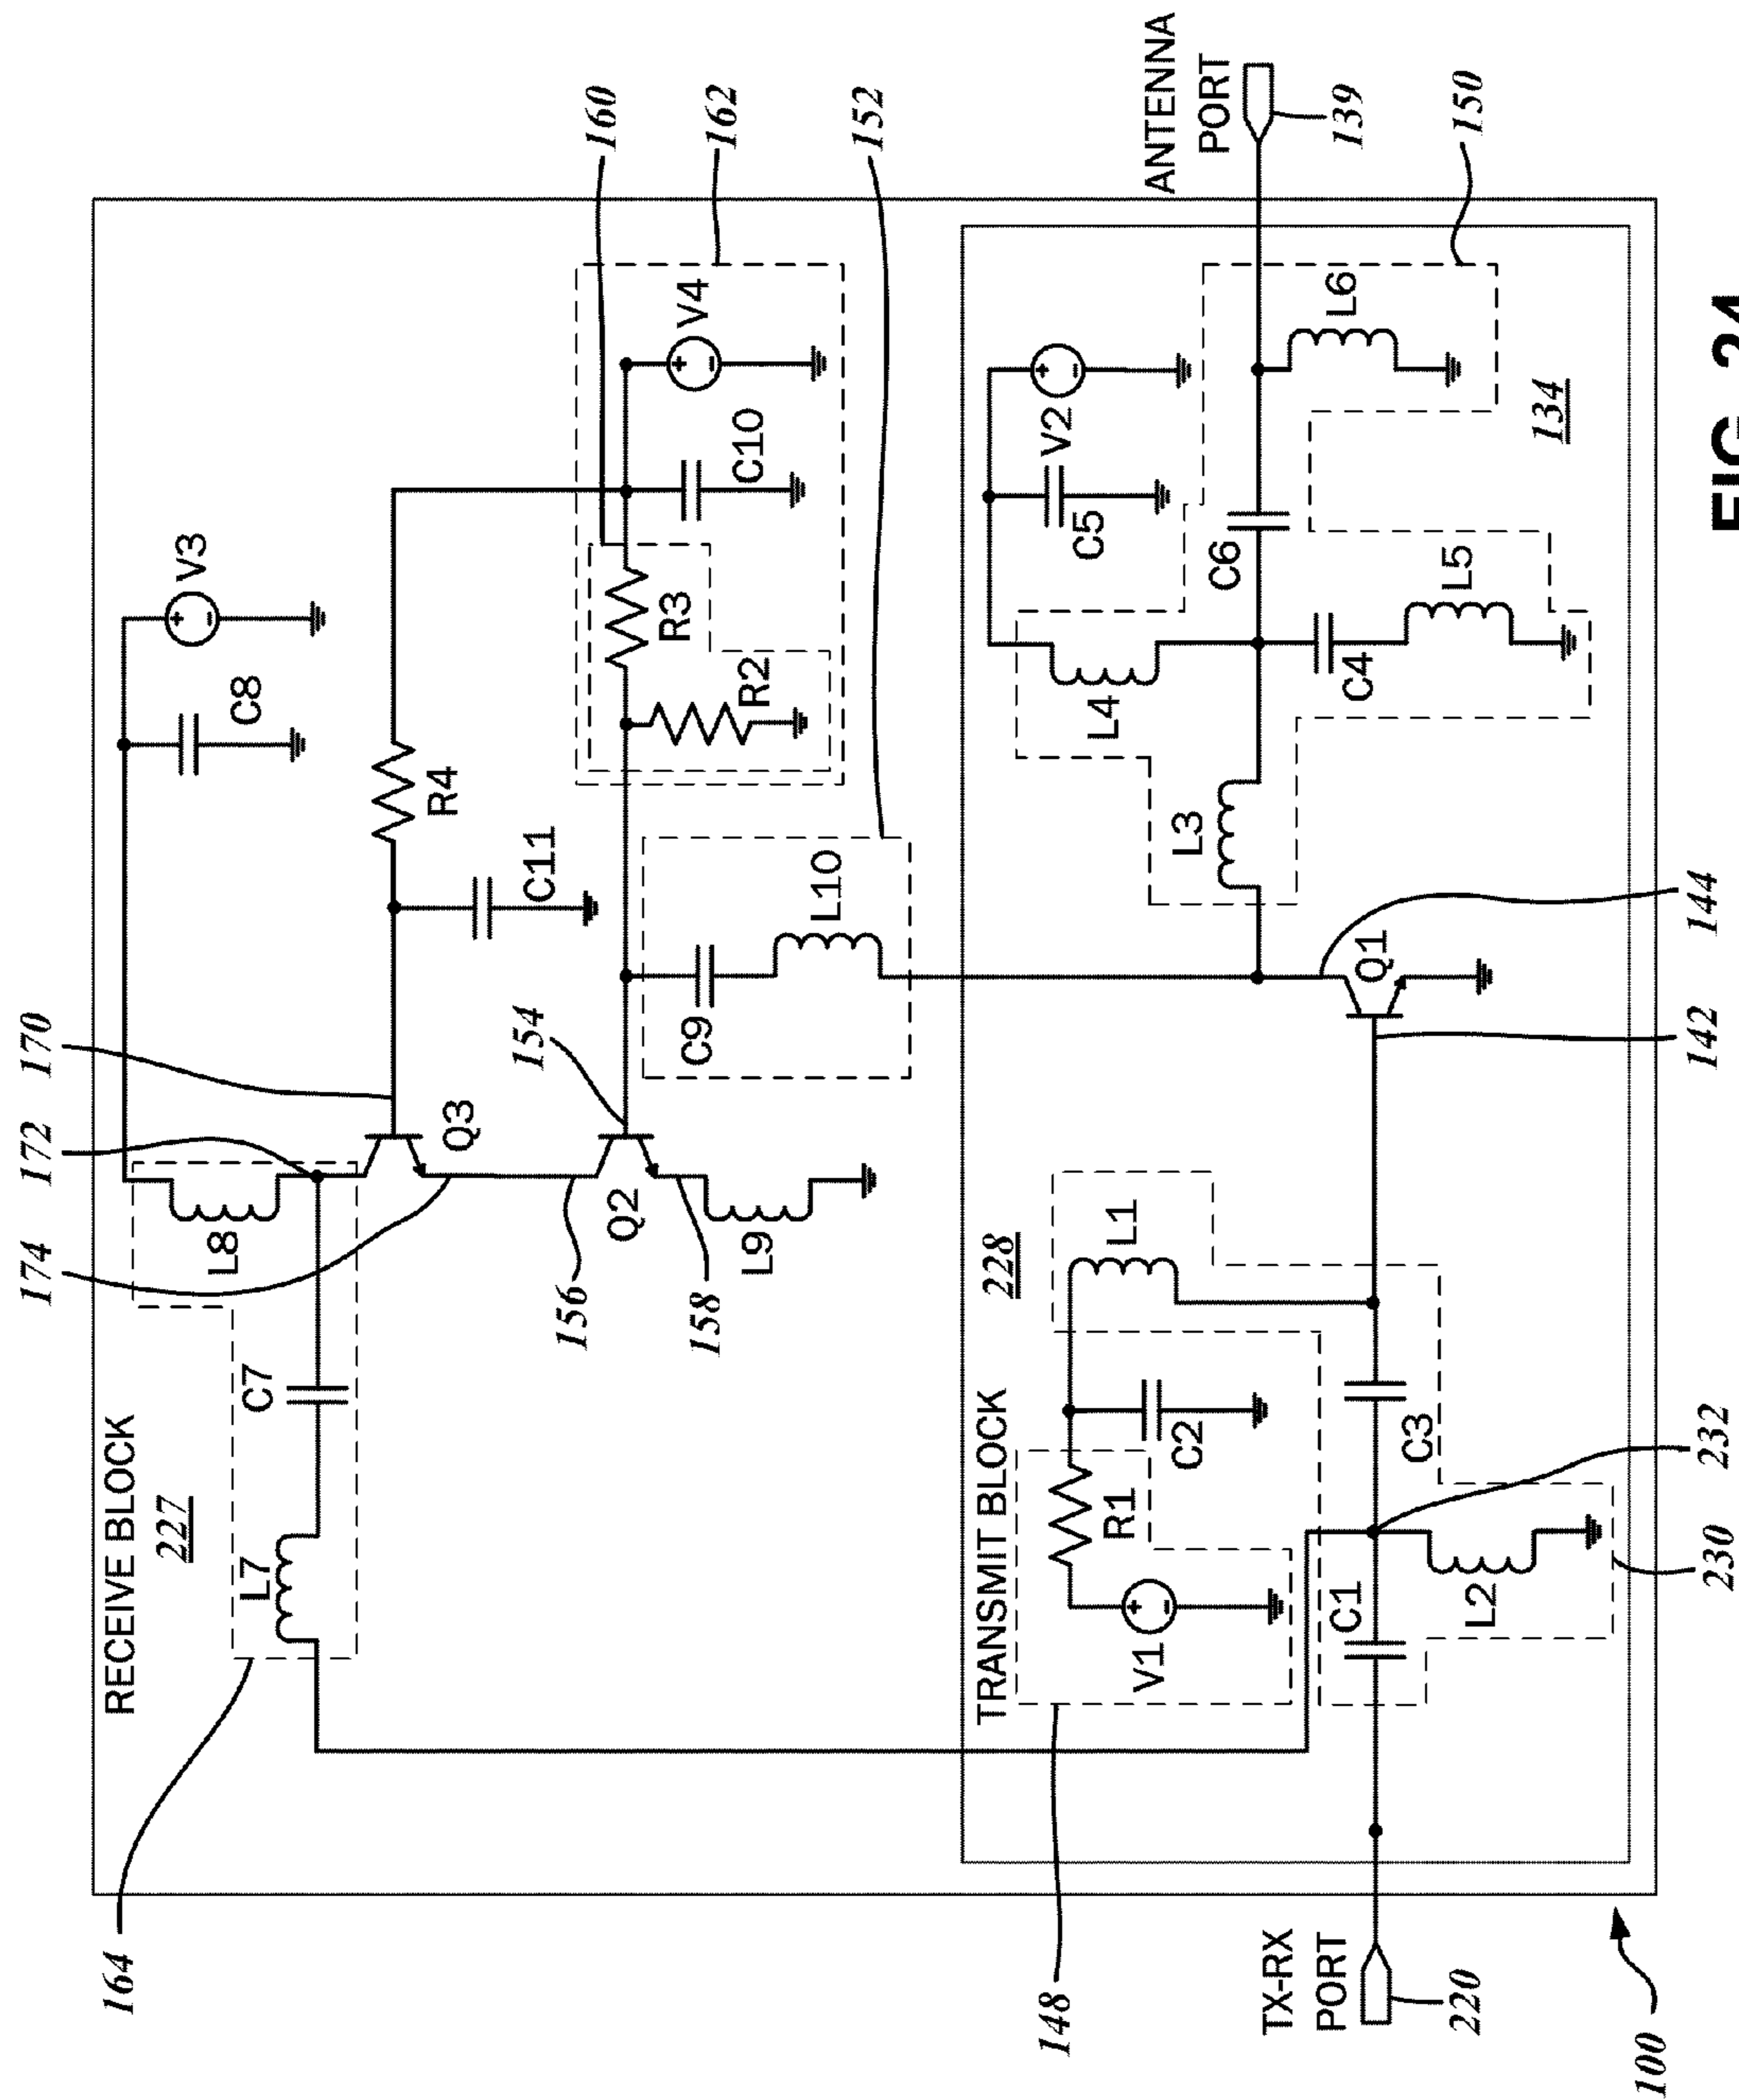 RECEIVE BLOCK
227
164
L7
C7
L8
172
174
170
Q3
156
Q2
158
L9
154
R4
C11
C8
V3
160
162
152
R3
R2
C10
V4
C9
L10
TRANSMIT BLOCK
228
148
V1
R1
C2
L1
C1
L2
C3
230
232
142
144
Q1
L3
L4
C4
L5
C5
V2
C6
L6
134
150
ANTENNA
PORT
139
TX-RX
PORT
220
100